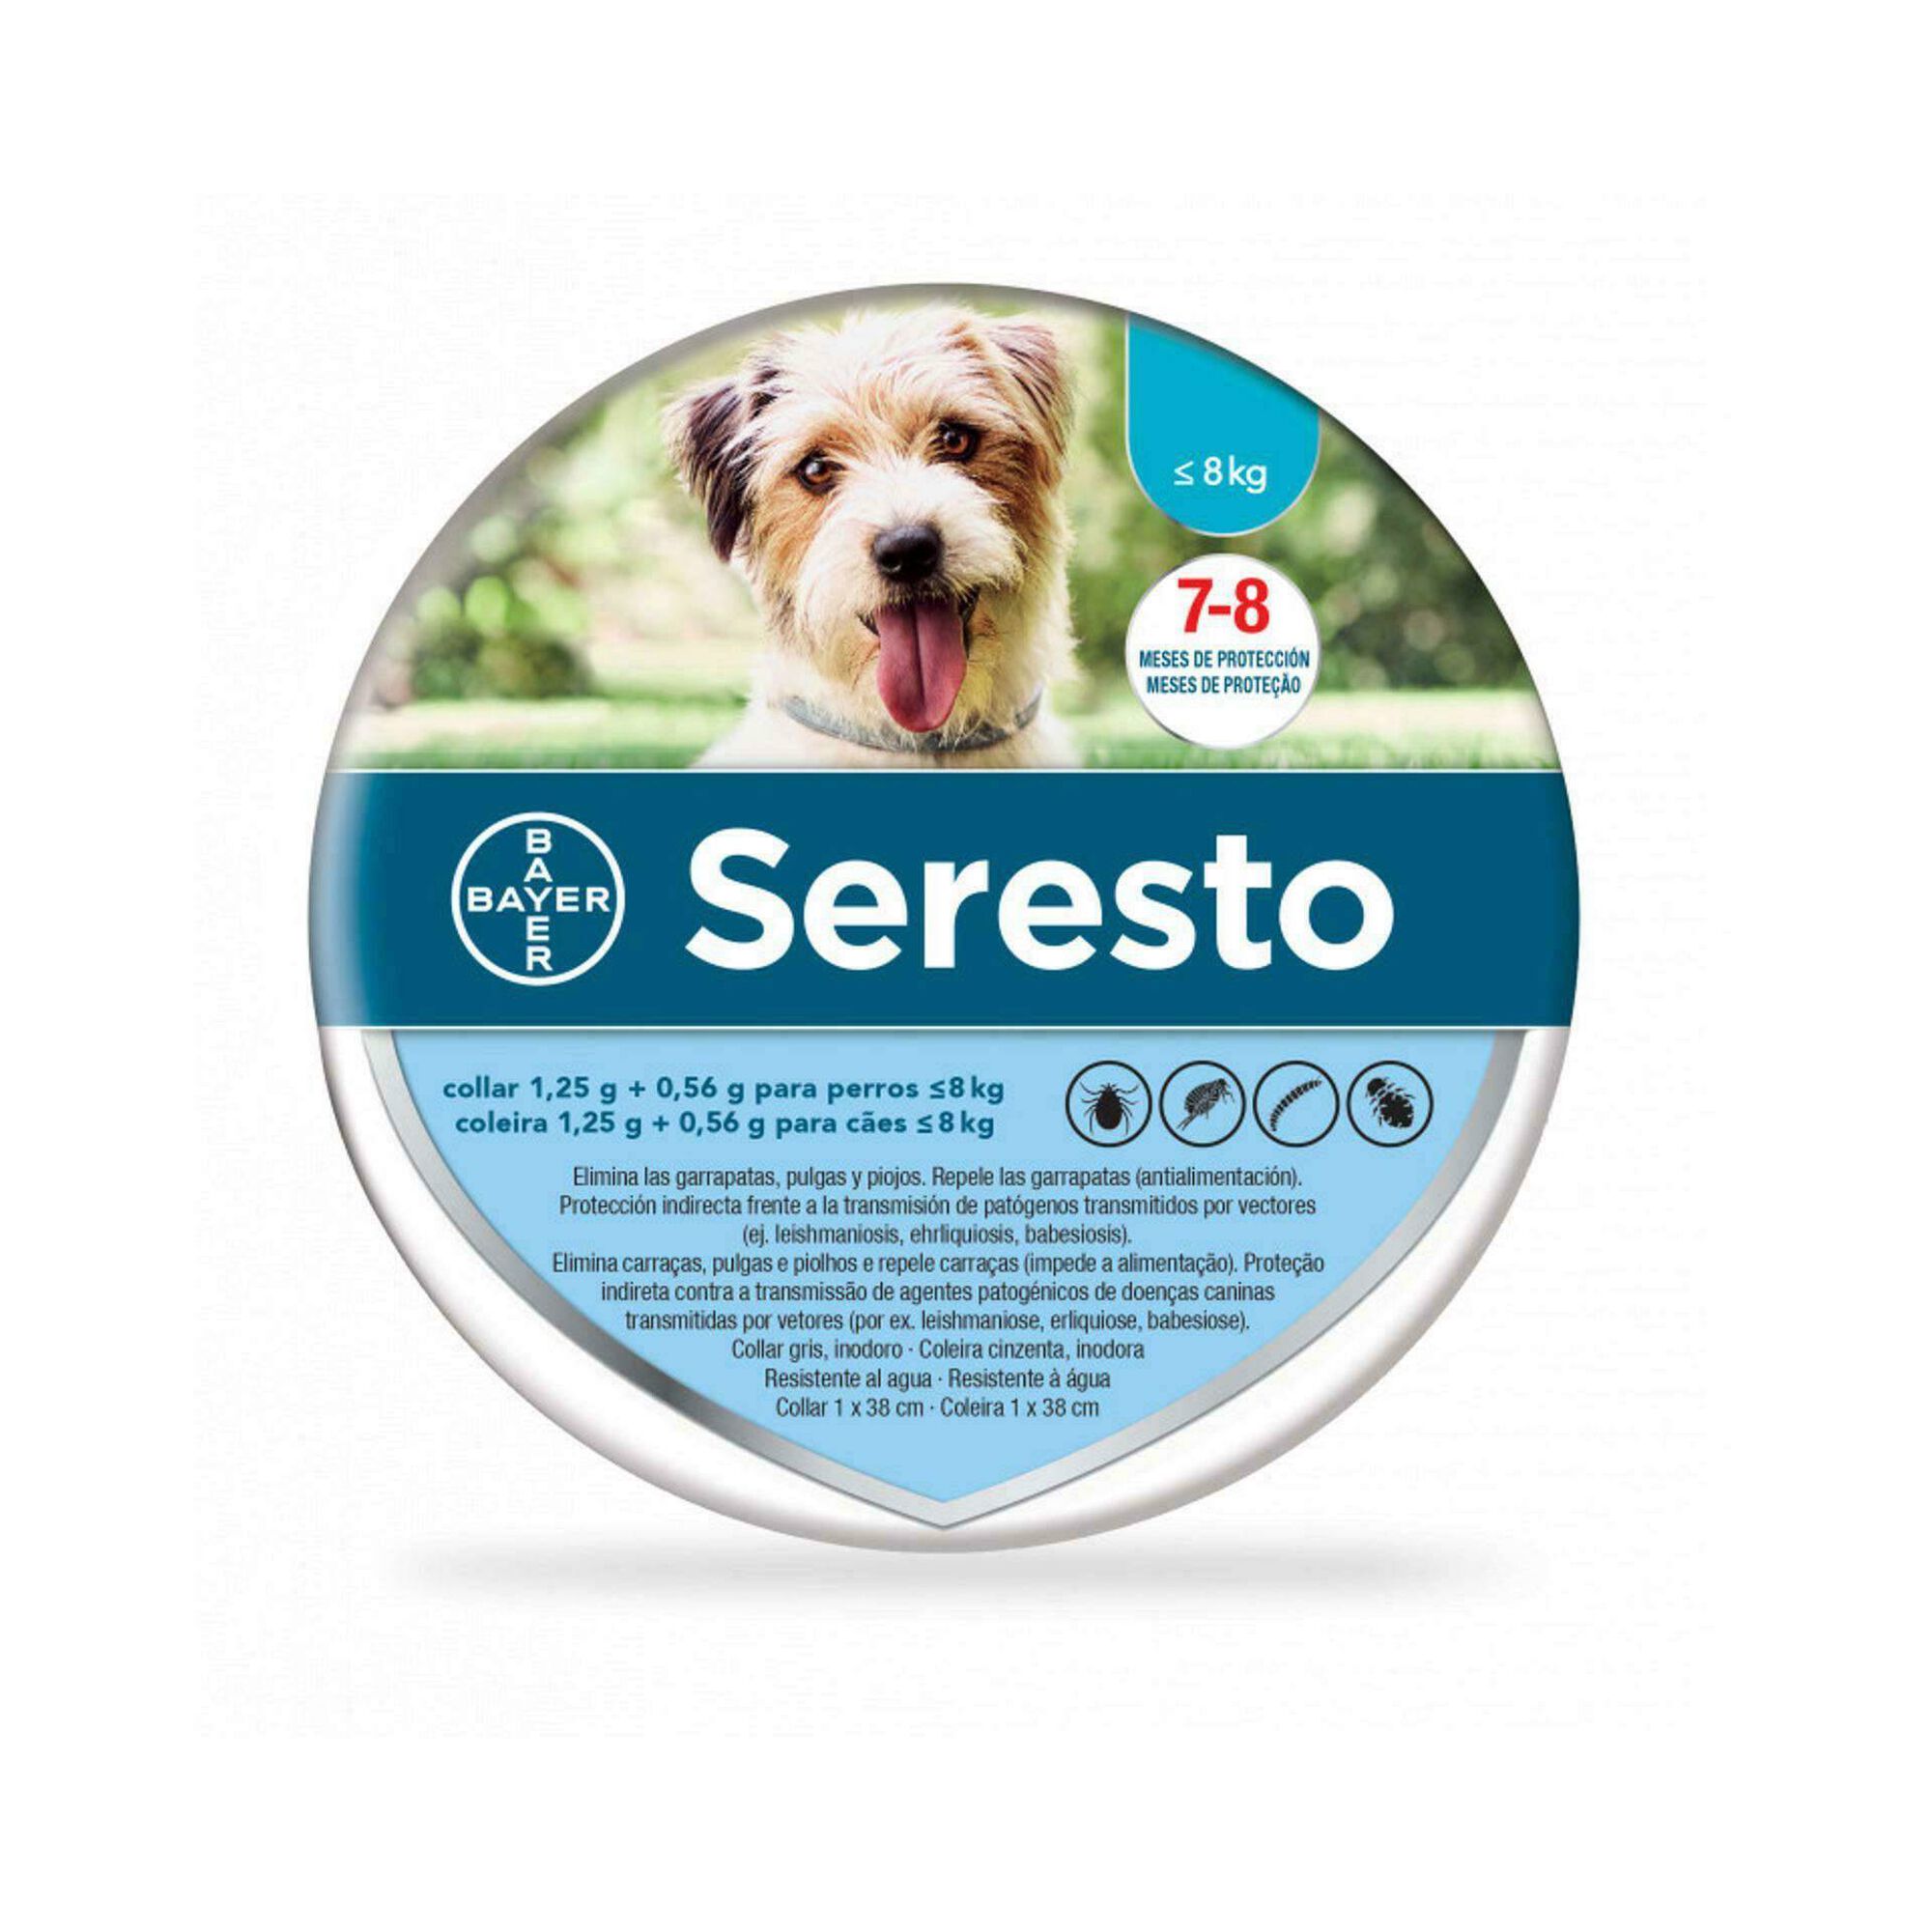 ≤ 8 kg
7-8
MESES DE PROTECCIÓN
MESES DE PROTEÇÃO
BAYER
BAYER
Seresto
collar 1,25 g + 0,56 g para perros ≤8 kg
coleira 1,25 g + 0,56 g para cães ≤ 8 kg
Elimina las garrapatas, pulgas y piojos. Repele las garrapatas (antialimentación).
Protección indirecta frente a la transmisión de patógenos transmitidos por vectores
(ej. leishmaniosis, ehrliquiosis, babesiosis).
Elimina carraças, pulgas e piolhos e repele carraças (impede a alimentação). Proteção
indireta contra a transmissão de agentes patogénicos de doenças caninas
transmitidas por vetores (por ex. leishmaniose, erliquiose, babesiose).
Collar gris, inodoro · Coleira cinzenta, inodora
Resistente al agua · Resistente à água
Collar 1 x 38 cm · Coleira 1 x 38 cm